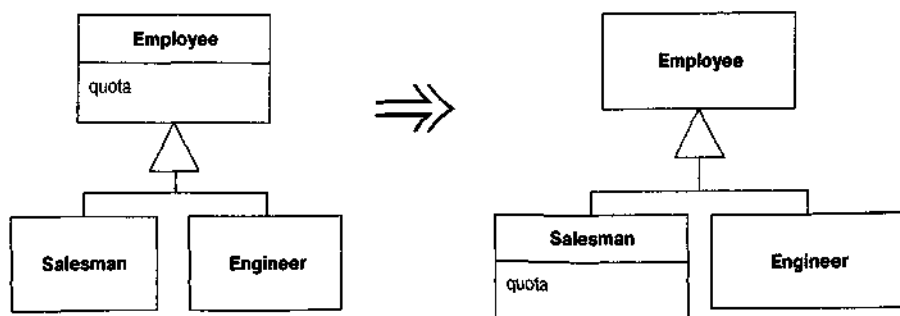 Employee
quota
Salesman
Engineer
Employee
Salesman
quota
Engineer